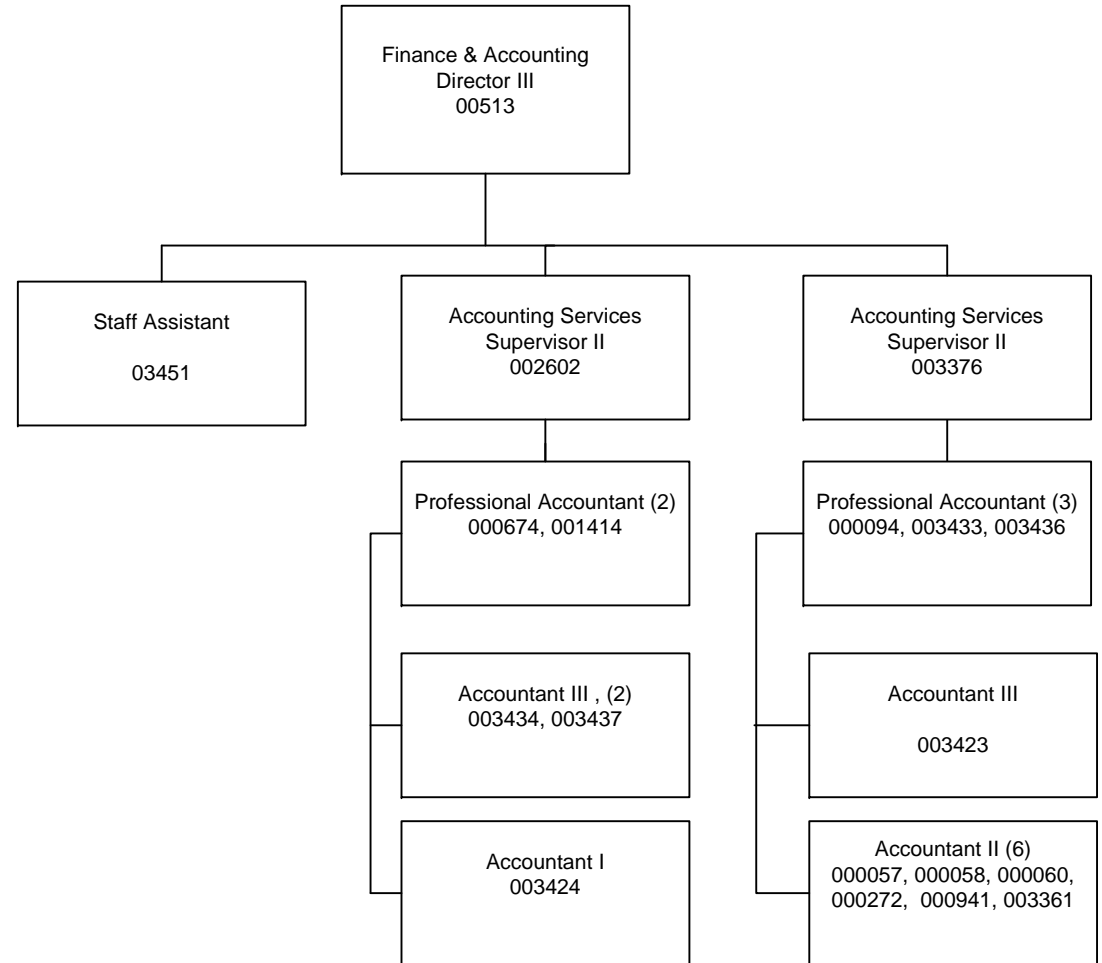 Finance & Accounting
Director III
00513
Staff Assistant
03451
Accounting Services
Supervisor II
002602
Accounting Services
Supervisor II
003376
Professional Accountant (2)
000674, 001414
Professional Accountant (3)
000094, 003433, 003436
Accountant III , (2)
003434, 003437
Accountant III
003423
Accountant I
003424
Accountant II (6)
000057, 000058, 000060,
000272,  000941, 003361